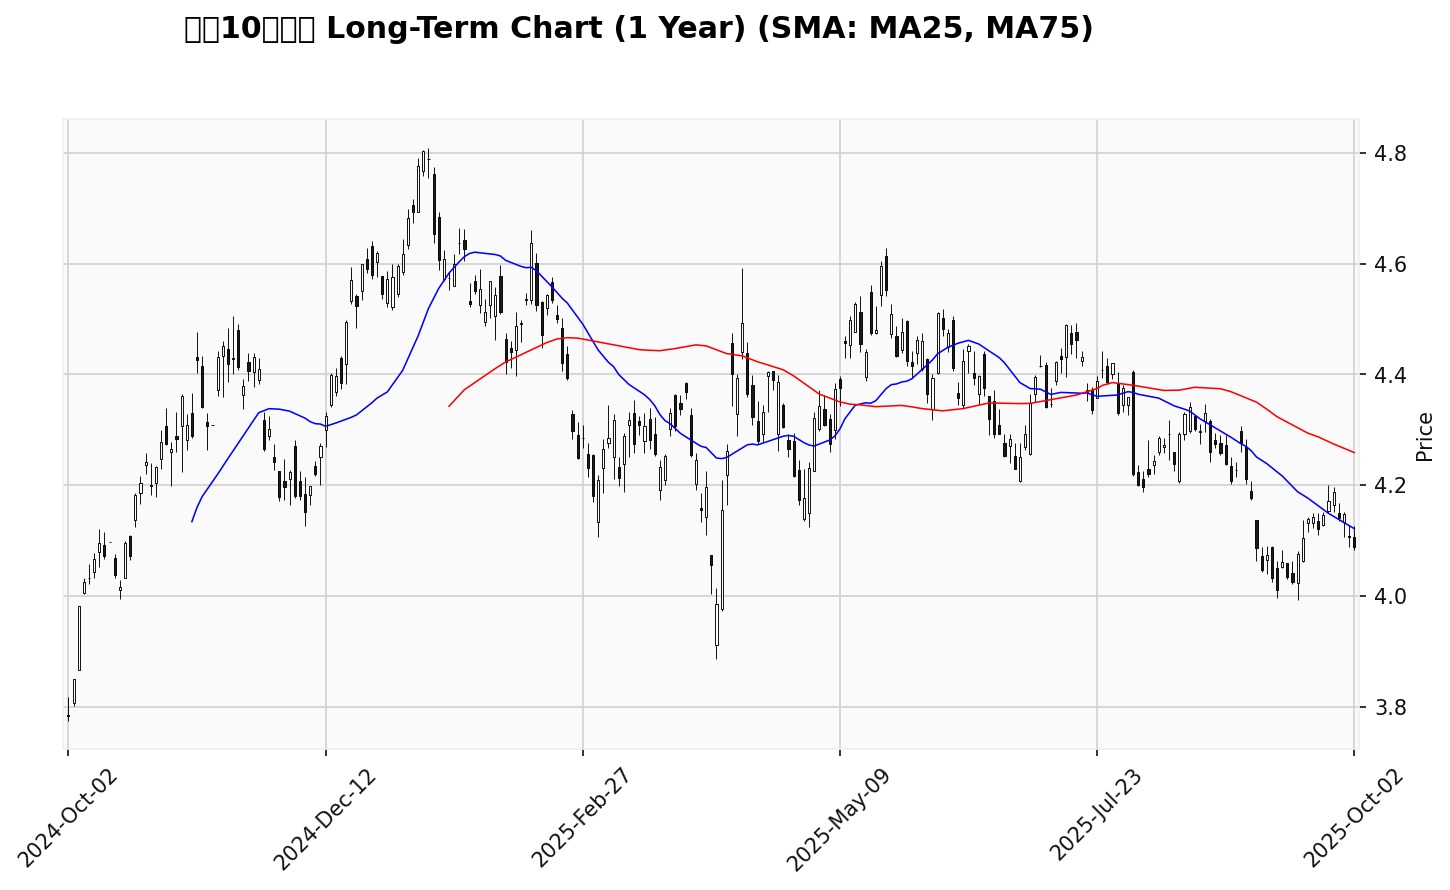 10 Long-Term Chart (1 Year) (SMA: MA25, MA75)
4.8
4.6
4.4
4.2
4.0
3.8
Price
2024-Oct-02
2024-Dec-12
2025-Feb-27
2025-May-09
2025-Jul-23
2025-Oct-02